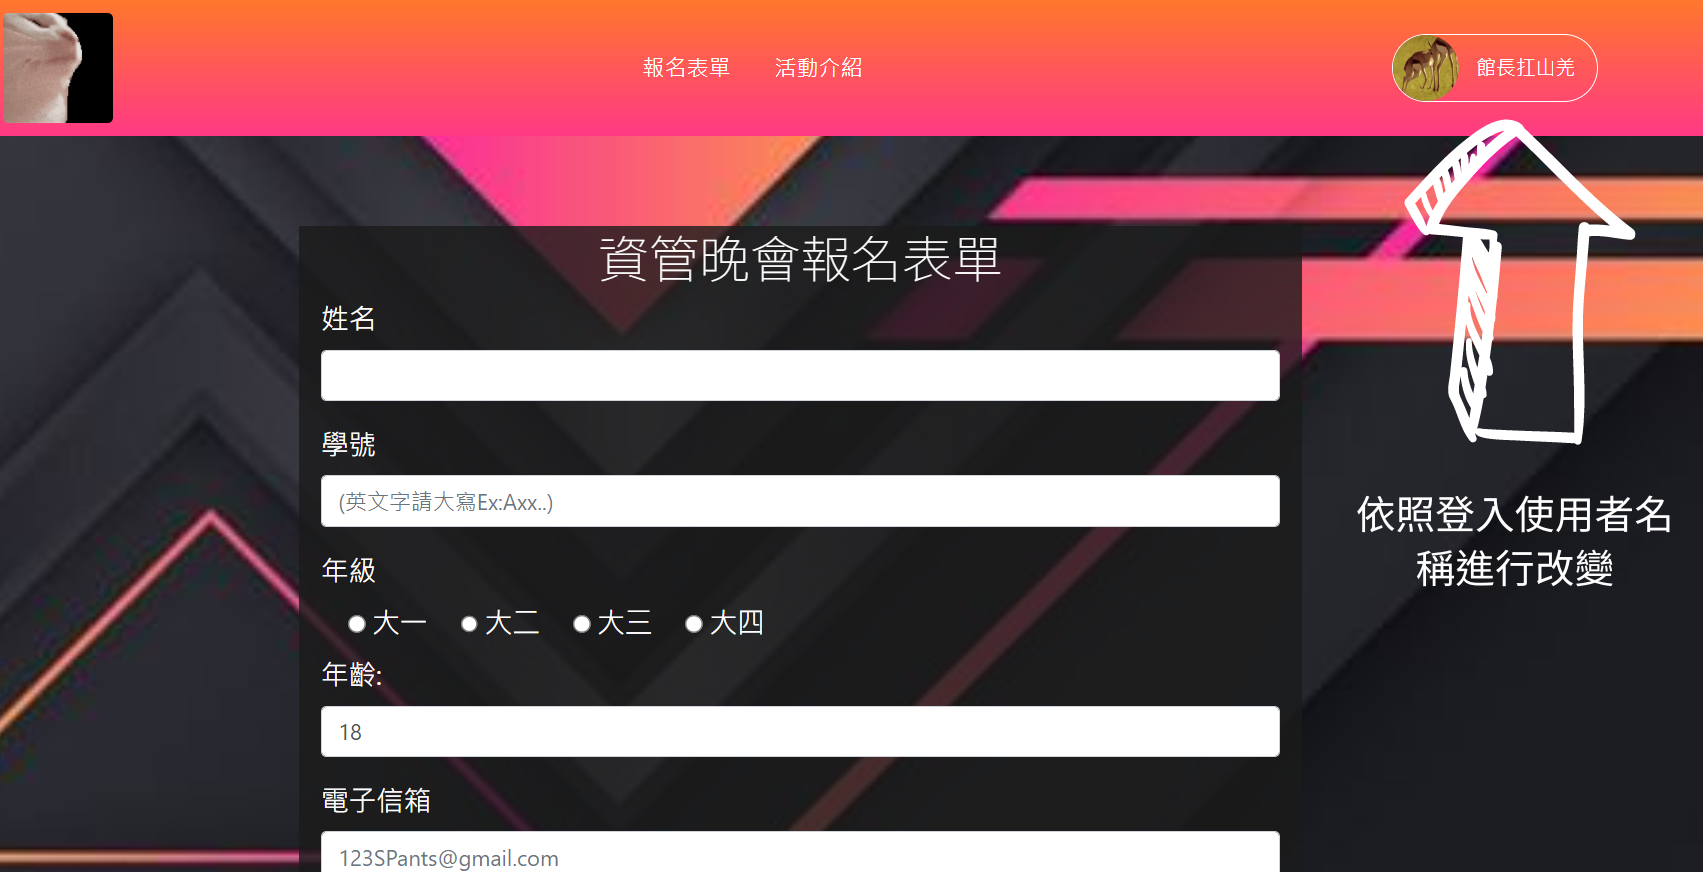 報名表單
活動介紹
館長扛山羌
資管晚會報名表單
姓名
學號
(英文字請大寫Ex:Axx..)
年級
大一 大二 大三 大四
年齡:
18
電子信箱
123SPants@gmail.com
依照登入使用者名
稱進行改變